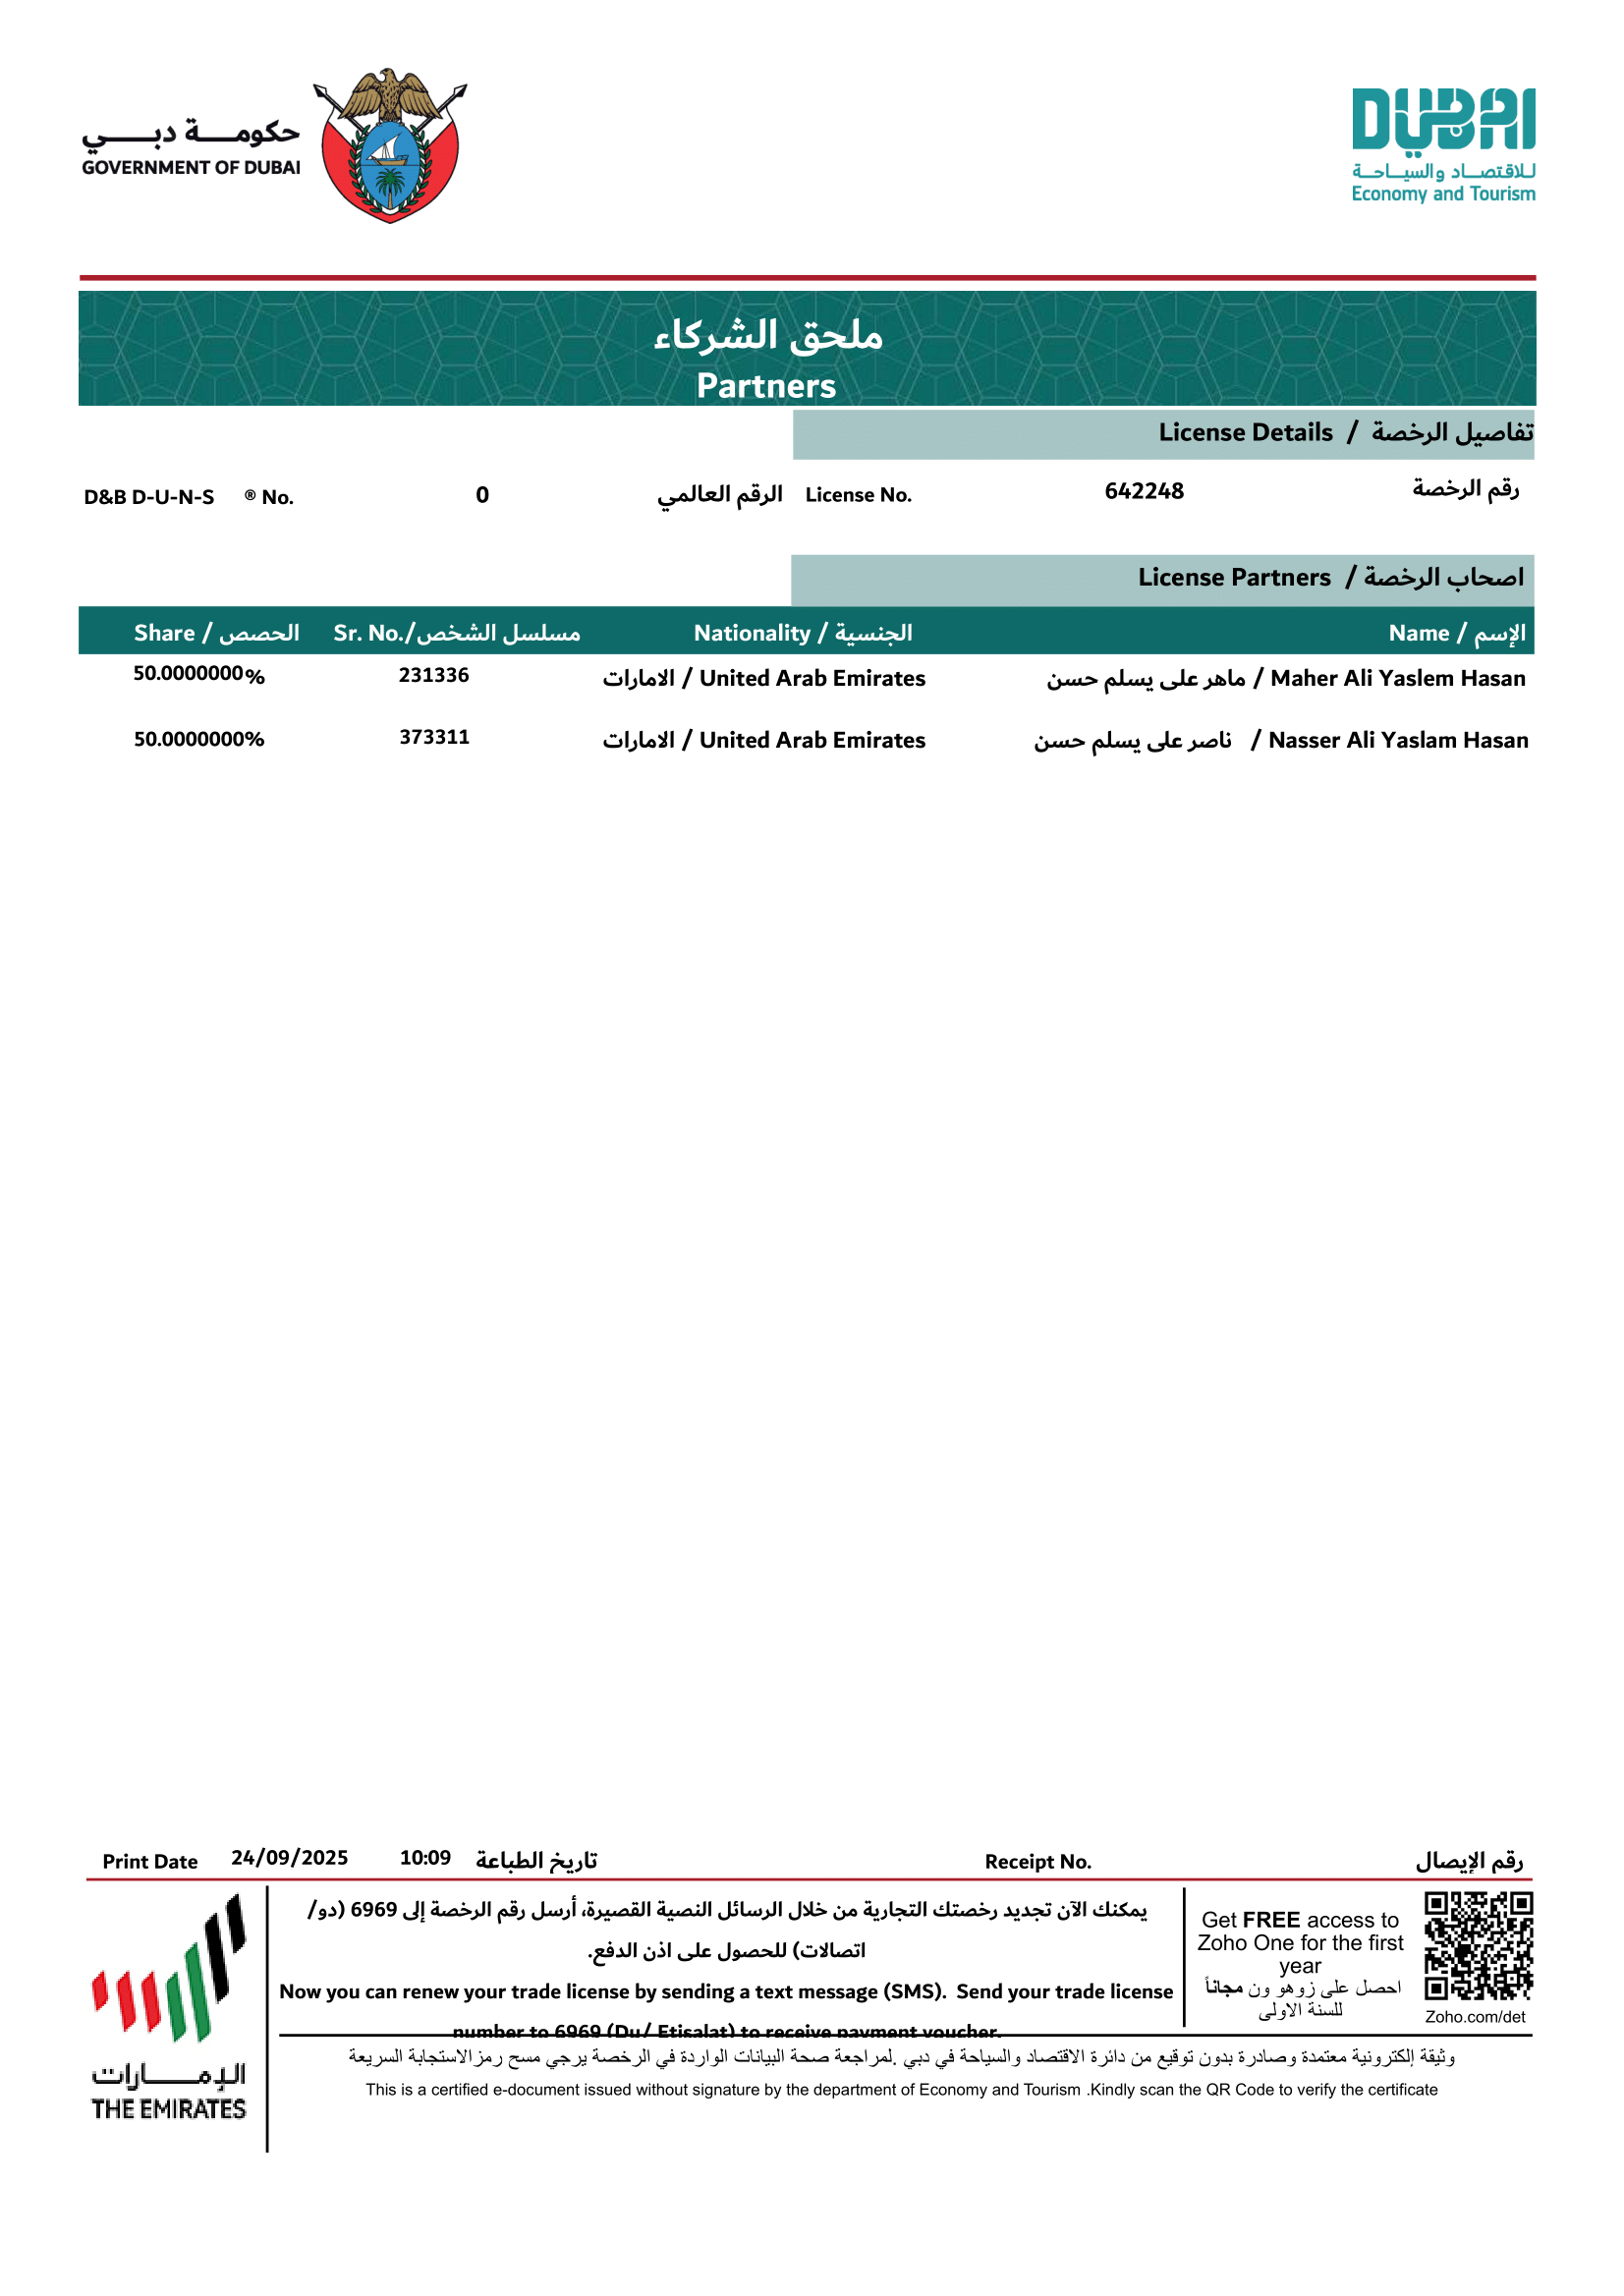 حكومـــة دبــــي
GOVERNMENT OF DUBAI
DUBAI
للاقتصـاد والسيـاحـة
Economy and Tourism
ملحق الشركاء
Partners
License Details / تفاصيل الرخصة
D&B D-U-N-S ® No. 0 الرقم العالمي License No. 642248 رقم الرخصة
License Partners / اصحاب الرخصة
Share / الحصص Sr. No./مسلسل الشخص Nationality / الجنسية Name / الإسم
50.0000000% 231336 الامارات / United Arab Emirates ماهر على يسلم حسن / Maher Ali Yaslem Hasan
50.0000000% 373311 الامارات / United Arab Emirates ناصر على يسلم حسن / Nasser Ali Yaslam Hasan
Print Date 24/09/2025 10:09 تاريخ الطباعة Receipt No. رقم الإيصال
يمكنك الآن تجديد رخصتك التجارية من خلال الرسائل النصية القصيرة، أرسل رقم الرخصة إلى 6969 (دو/
اتصالات) للحصول على اذن الدفع.
Now you can renew your trade license by sending a text message (SMS). Send your trade license
number to 6969 (Du/ Etisalat) to receive payment voucher.
Get FREE access to
Zoho One for the first
year
احصل على زوهو ون مجاناً
للسنة الاولى
Zoho.com/det
وثيقة إلكترونية معتمدة وصادرة بدون توقيع من دائرة الاقتصاد والسياحة في دبي .لمراجعة صحة البيانات الواردة في الرخصة يرجي مسح رمزالاستجابة السريعة
This is a certified e-document issued without signature by the department of Economy and Tourism .Kindly scan the QR Code to verify the certificate
الإمـــارات
THE EMIRATES